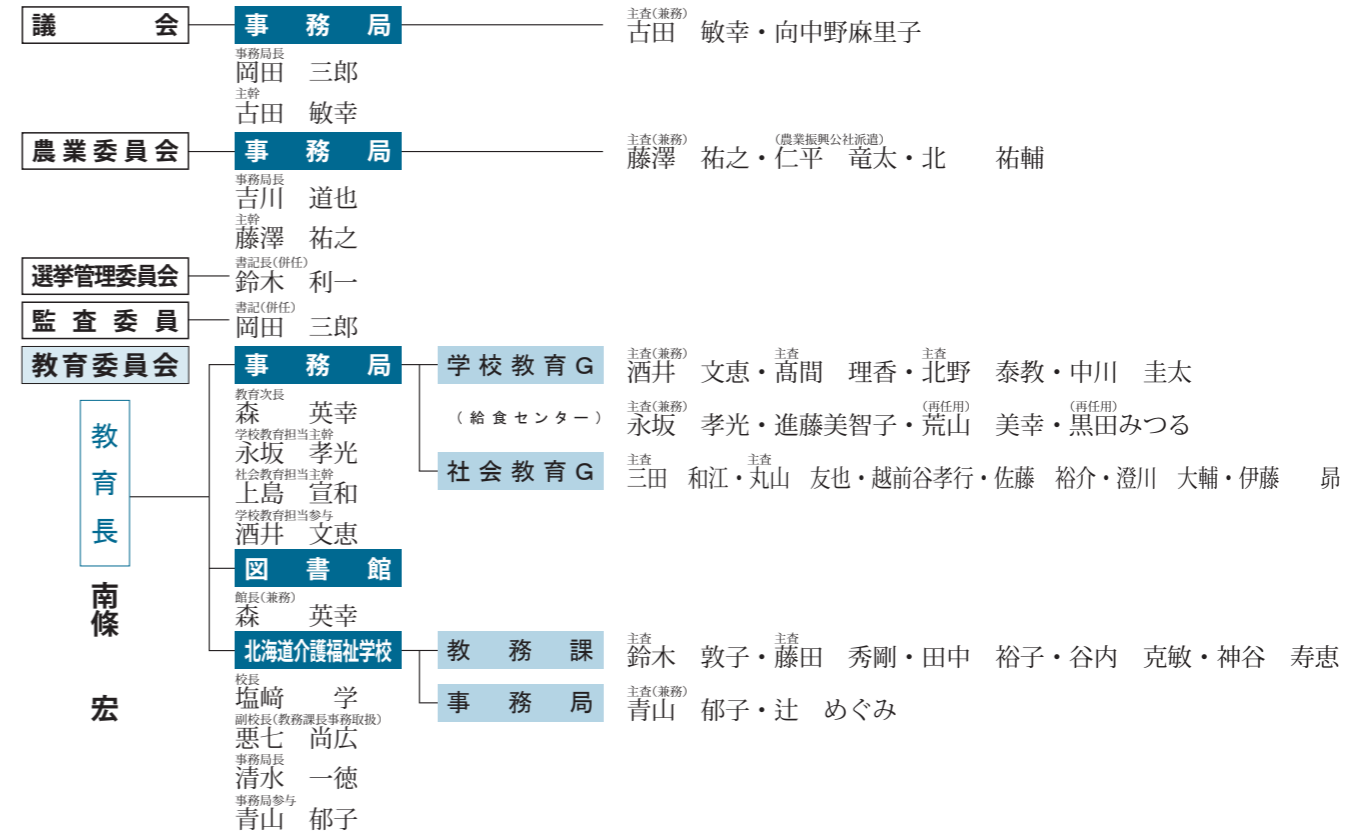 議会 事務局 主査(兼務)
古田 敏幸・向中野麻里子
事務局長
岡田 三郎
主幹
古田 敏幸
農業委員会 事務局 主査(兼務) (農業振興公社派遣)
藤澤 祐之・仁平 竜太・北 祐輔
事務局長
吉川 道也
主幹
藤澤 祐之
選挙管理委員会 書記長(併任)
鈴木 利一
監査委員 書記(併任)
岡田 三郎
教育委員会
教育長
南條 宏
事務局
教育次長
森 英幸
学校教育担当主幹
永坂 孝光
社会教育担当主幹
上島 宣和
学校教育担当参与
酒井 文恵
学校教育G 主査(兼務) 主査 主査
酒井 文恵・髙間 理香・北野 泰教・中川 圭太
(給食センター) 主査(兼務) (再任用) (再任用)
永坂 孝光・進藤美智子・荒山 美幸・黒田みつる
社会教育G 主査 主査
三田 和江・丸山 友也・越前谷孝行・佐藤 裕介・澄川 大輔・伊藤 昴
図書館
館長(兼務)
森 英幸
北海道介護福祉学校
校長
塩﨑 学
副校長(教務課長事務取扱)
悪七 尚広
事務局長
清水 一徳
事務局参与
青山 郁子
教務課 主査 主査
鈴木 敦子・藤田 秀剛・田中 裕子・谷内 克敏・神谷 寿恵
事務局 主査(兼務)
青山 郁子・辻 めぐみ